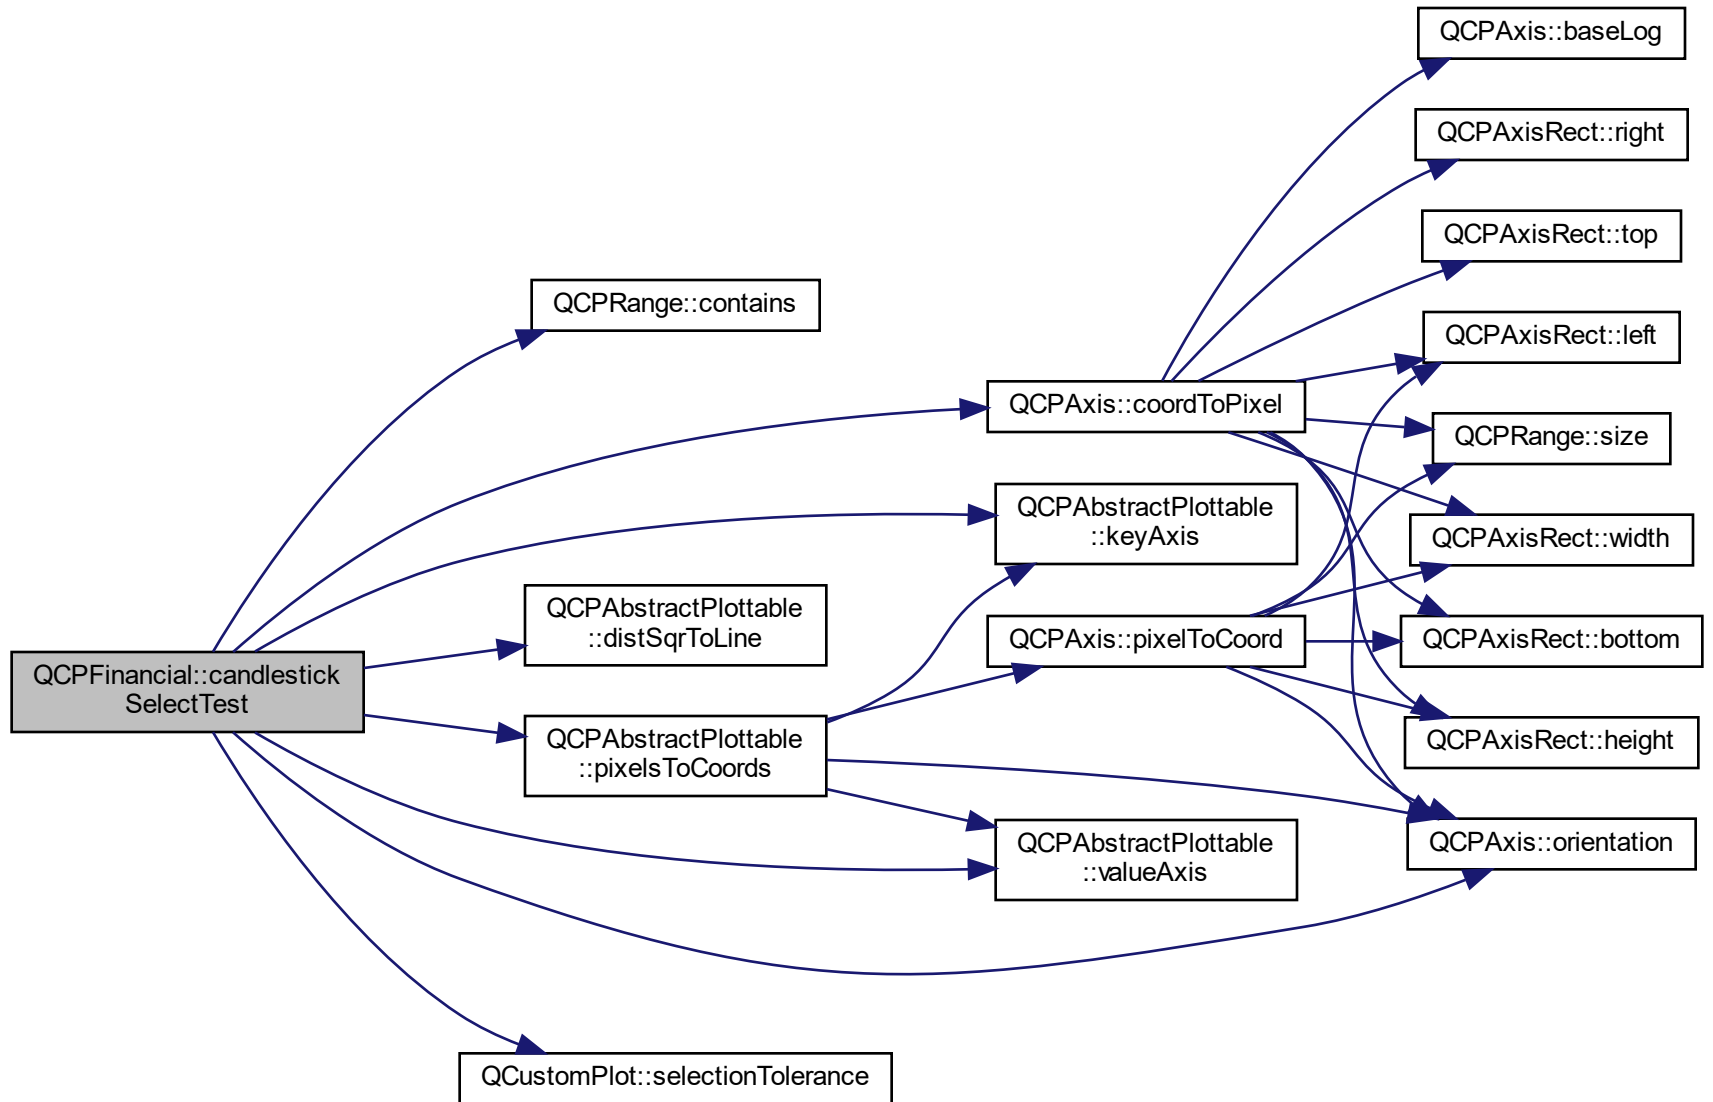 QCPAxis::baseLog
QCPAxisRect::right
QCPAxisRect::top
QCPRange::contains
QCPAxisRect::left
QCPAxis::coordToPixel
QCPRange::size
QCPAbstractPlottable
::keyAxis
QCPAxisRect::width
QCPAbstractPlottable
::distSqrToLine
QCPAxis::pixelToCoord
QCPAxisRect::bottom
QCPFinancial::candlestick
SelectTest
QCPAbstractPlottable
::pixelsToCoords
QCPAxisRect::height
QCPAbstractPlottable
::valueAxis
QCPAxis::orientation
QCustomPlot::selectionTolerance